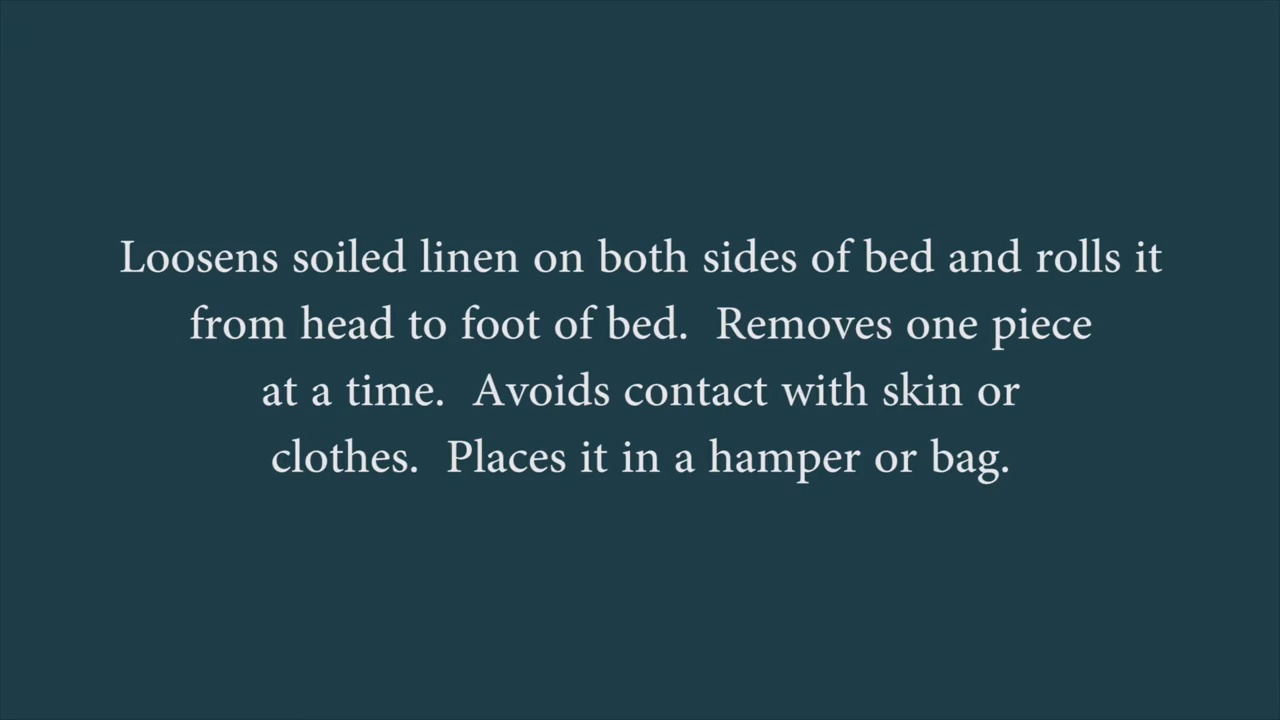 Loosens soiled linen on both sides of bed and rolls it
from head to foot of bed.  Removes one piece
at a time.  Avoids contact with skin or
clothes.  Places it in a hamper or bag.